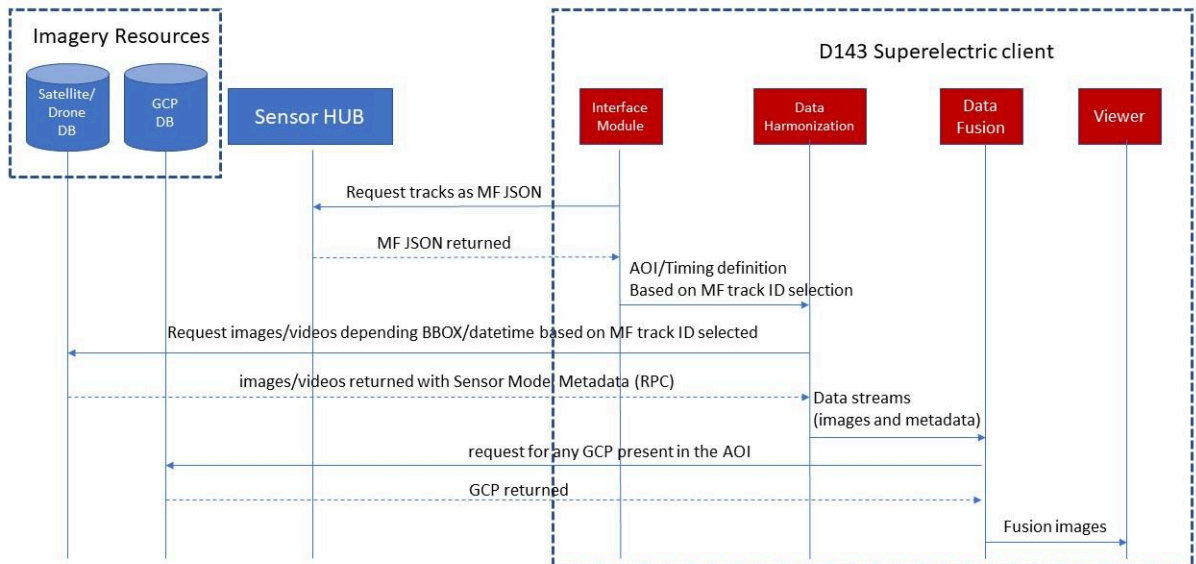 Imagery Resources
D143 Superelectric client
Satellite/
Drone
DB
GCP
DB
Sensor HUB
Interface
Module
Data
Harmonization
Data
Fusion
Viewer
Request tracks as MF JSON
MF JSON returned
AOI/Timing definition
Based on MF track ID selection
Request images/videos depending BBOX/datetime based on MF track ID selected
images/videos returned with Sensor Model Metadata (RPC)
Data streams
(images and metadata)
request for any GCP present in the AOI
GCP returned
Fusion images